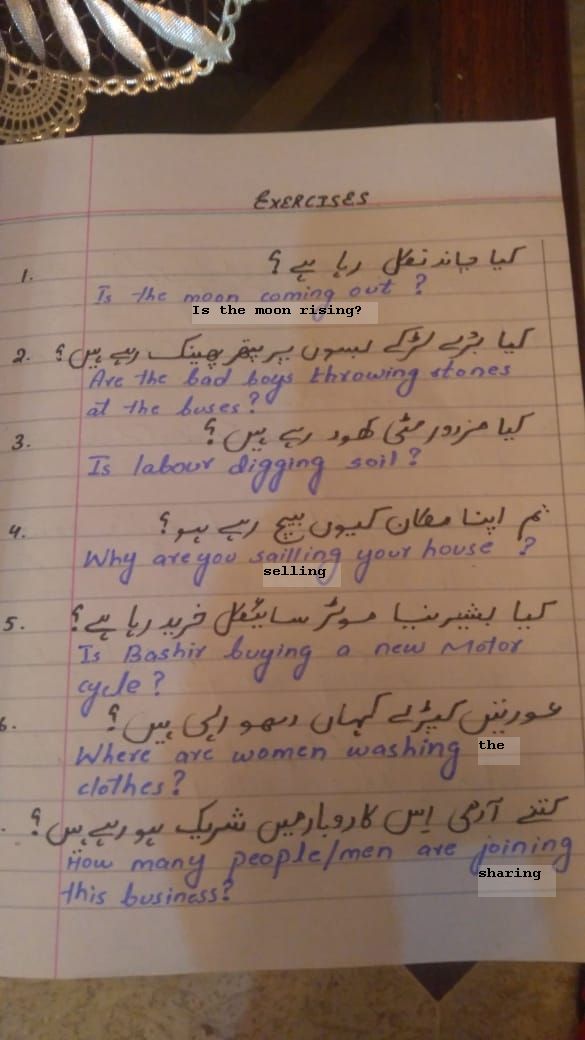 EXERCISES
1. کیا چاند نکل رہا ہے ؟
Is the moon coming out ?
Is the moon rising?
2. کیا بڑے لڑکے بسوں پر پتھر پھینک رہے ہیں ؟
Are the bad boys throwing stones
at the buses?
3. کیا مزدور مٹی کھود رہے ہیں ؟
Is labour digging soil?
4. تم اپنا مکان کیوں بیچ رہے ہو ؟
Why are you sailling your house ?
selling
5. کیا بشیر نیا موٹر سائیکل خرید رہا ہے ؟
Is Bashir buying a new Motor
cycle?
6. عورتیں کپڑے کہاں دھو رہی ہیں ؟
Where are women washing the
clothes?
کتنے آدمی اِس کاروبار میں شریک ہو رہے ہیں ؟
How many people/men are joining
sharing
this business?